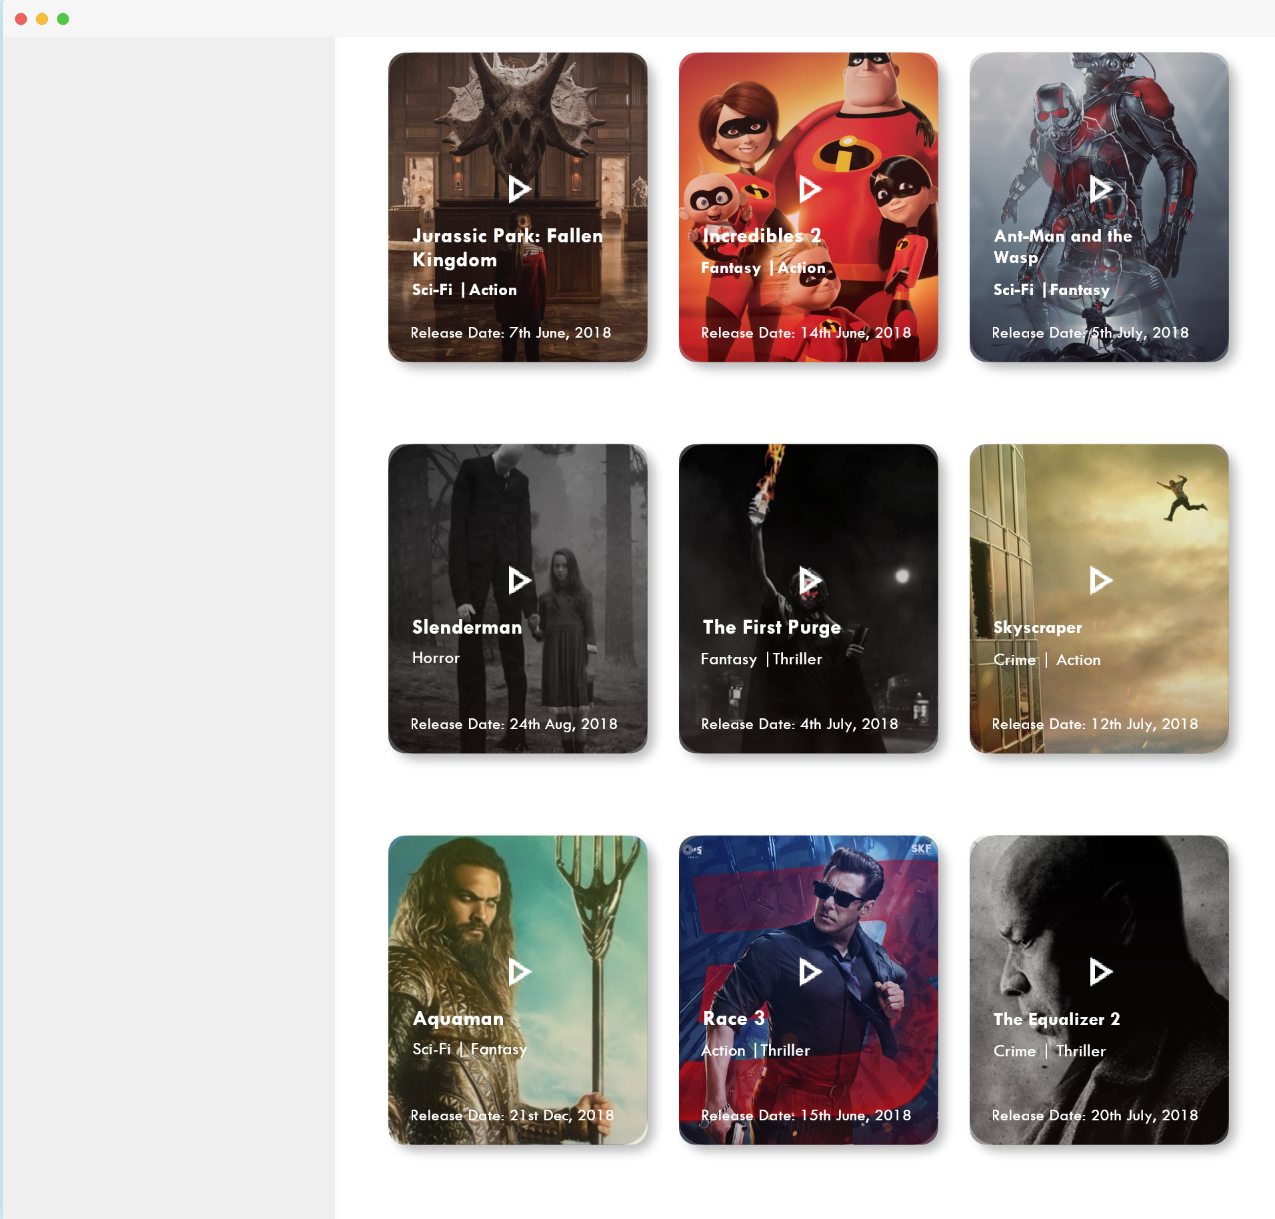 Jurassic Park: Fallen
Kingdom
Sci-Fi | Action
Release Date: 7th June, 2018
Incredibles 2
Fantasy | Action
Release Date: 14th June, 2018
Ant-Man and the
Wasp
Sci-Fi | Fantasy
Release Date: 5th July, 2018
Slenderman
Horror
Release Date: 24th Aug, 2018
The First Purge
Fantasy | Thriller
Release Date: 4th July, 2018
Skyscraper
Crime | Action
Release Date: 12th July, 2018
Aquaman
Sci-Fi | Fantasy
Release Date: 21st Dec, 2018
SKF
Race 3
Action | Thriller
Release Date: 15th June, 2018
The Equalizer 2
Crime | Thriller
Release Date: 20th July, 2018